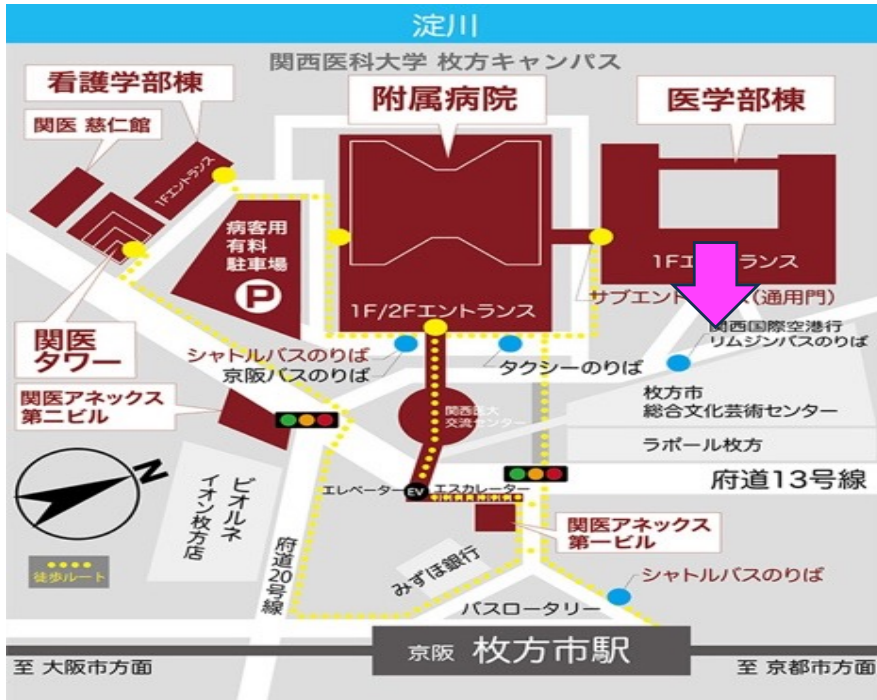 淀川
関西医科大学 枚方キャンパス
看護学部棟
附属病院
医学部棟
関医 慈仁館
1Fエントランス
病客用
有料
駐車場
P
1F/2Fエントランス
1Fエ ランス
サブエント ス(通用門)
関西国際空港行
リムジンバスのりば
関医
タワー
シャトルバスのりば
京阪バスのりば
タクシーのりば
関医アネックス
第二ビル
関西医大
交流センター
枚方市
総合文化芸術センター
ラポール枚方
府道13号線
N
ビオルネ
イオン枚方店
エレベーター
EV
エスカレーター
関医アネックス
第一ビル
徒歩ルート
府道20号線
みずほ銀行
シャトルバスのりば
バスロータリー
京阪 枚方市駅
至 大阪市方面
至 京都市方面